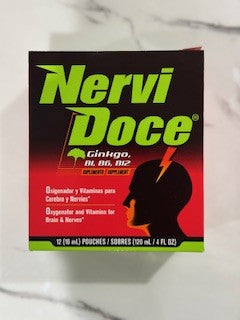 Nervi
Doce®
Ginkgo,
B1, B6, B12
SUPLEMENTO / SUPPLEMENT
Oxigenador y Vitaminas para
Cerebro y Nervios*
Oxygenator and Vitamins for
Brain & Nerves*
12 (10 mL) POUCHES / SOBRES (120 mL / 4 FL OZ)